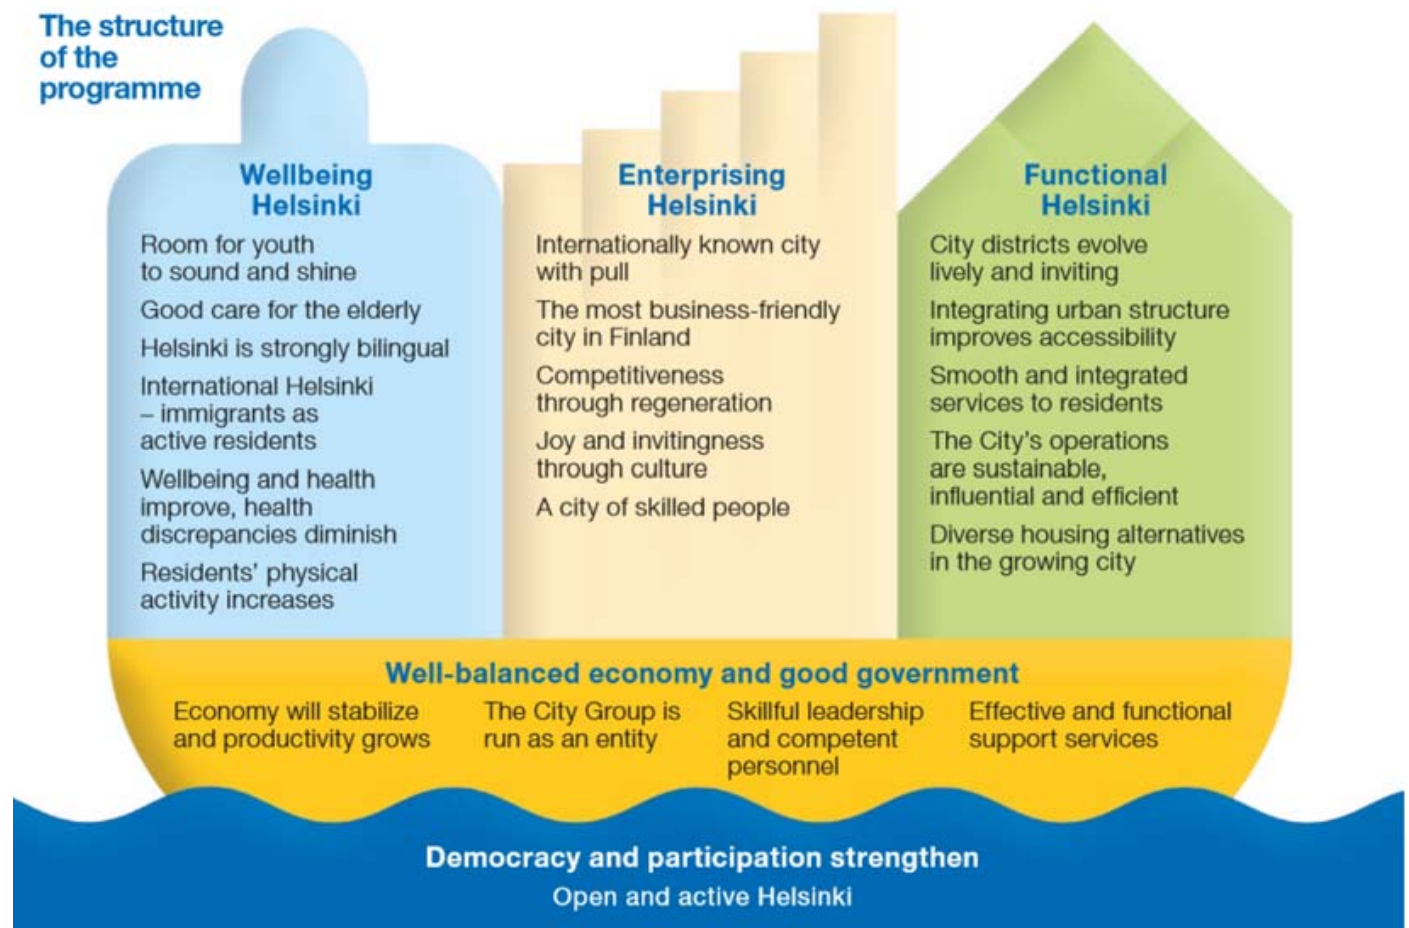 The structure
of the
programme
Wellbeing
Helsinki
Room for youth
to sound and shine
Good care for the elderly
Helsinki is strongly bilingual
International Helsinki
– immigrants as
active residents
Wellbeing and health
improve, health
discrepancies diminish
Residents’ physical
activity increases
Enterprising
Helsinki
Internationally known city
with pull
The most business-friendly
city in Finland
Competitiveness
through regeneration
Joy and invitingness
through culture
A city of skilled people
Functional
Helsinki
City districts evolve
lively and inviting
Integrating urban structure
improves accessibility
Smooth and integrated
services to residents
The City’s operations
are sustainable,
influential and efficient
Diverse housing alternatives
in the growing city
Well-balanced economy and good government
Economy will stabilize
and productivity grows
The City Group is
run as an entity
Skillful leadership
and competent
personnel
Effective and functional
support services
Democracy and participation strengthen
Open and active Helsinki